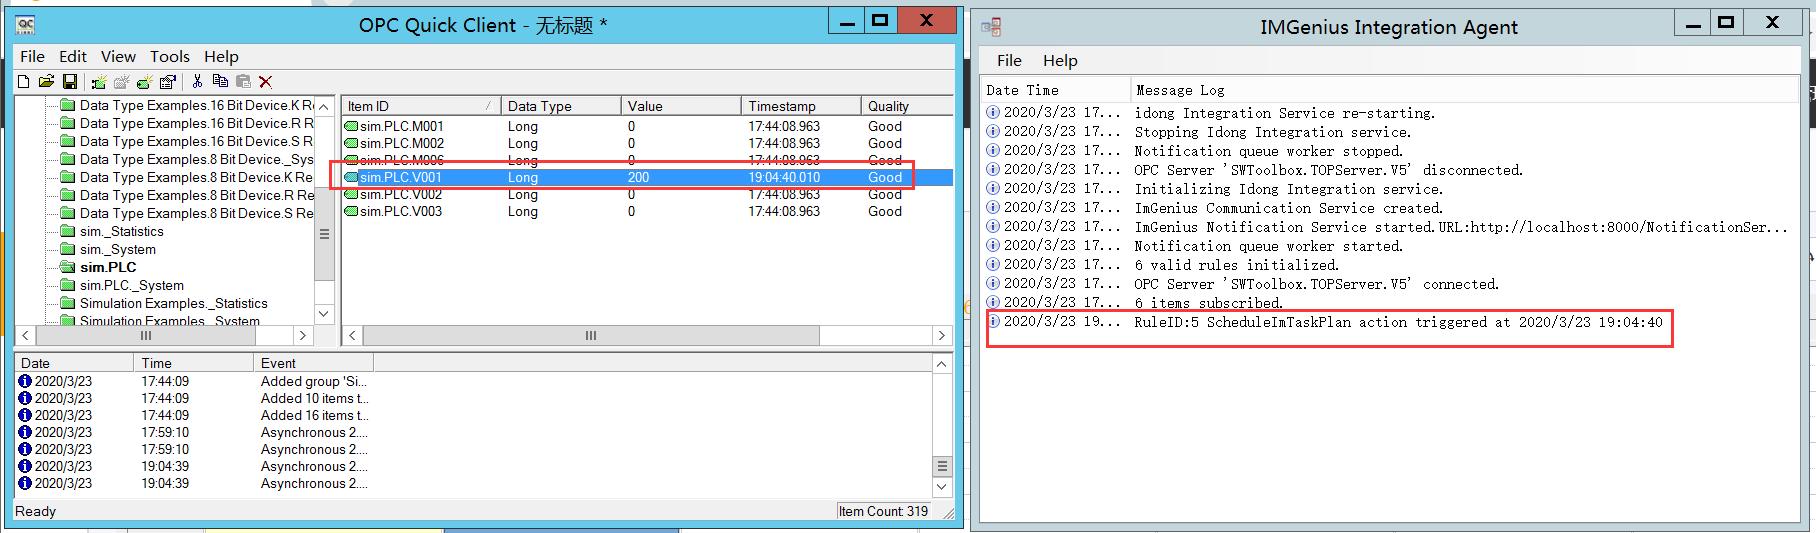 OPC Quick Client - 无标题 *
File Edit View Tools Help
Data Type Examples.16 Bit Device.K Re
Data Type Examples.16 Bit Device.R R
Data Type Examples.16 Bit Device.S R
Data Type Examples.8 Bit Device._Sys
Data Type Examples.8 Bit Device.K Res
Data Type Examples.8 Bit Device.R Re
Data Type Examples.8 Bit Device.S Re
sim._Statistics
sim._System
sim.PLC
sim.PLC._System
Simulation Examples._Statistics
Simulation Examples._System
Item ID Data Type Value Timestamp Quality
sim.PLC.M001 Long 0 17:44:08.963 Good
sim.PLC.M002 Long 0 17:44:08.963 Good
sim.PLC.M006 Long 0 17:44:08.963 Good
sim.PLC.V001 Long 200 19:04:40.010 Good
sim.PLC.V002 Long 0 17:44:08.963 Good
sim.PLC.V003 Long 0 17:44:08.963 Good
Date Time Event
2020/3/23 17:44:09 Added group 'Si...
2020/3/23 17:44:09 Added 10 items t...
2020/3/23 17:44:09 Added 16 items t...
2020/3/23 17:59:10 Asynchronous 2....
2020/3/23 17:59:10 Asynchronous 2....
2020/3/23 19:04:39 Asynchronous 2....
2020/3/23 19:04:39 Asynchronous 2....
Ready Item Count: 319
IMGenius Integration Agent
File Help
Date Time Message Log
2020/3/23 17... idong Integration Service re-starting.
2020/3/23 17... Stopping Idong Integration service.
2020/3/23 17... Notification queue worker stopped.
2020/3/23 17... OPC Server 'SWToolbox.TOPServer.V5' disconnected.
2020/3/23 17... Initializing Idong Integration service.
2020/3/23 17... ImGenius Communication Service created.
2020/3/23 17... ImGenius Notification Service started.URL:http://localhost:8000/NotificationSer...
2020/3/23 17... Notification queue worker started.
2020/3/23 17... 6 valid rules initialized.
2020/3/23 17... OPC Server 'SWToolbox.TOPServer.V5' connected.
2020/3/23 17... 6 items subscribed.
2020/3/23 19... RuleID:5 ScheduleImTaskPlan action triggered at 2020/3/23 19:04:40